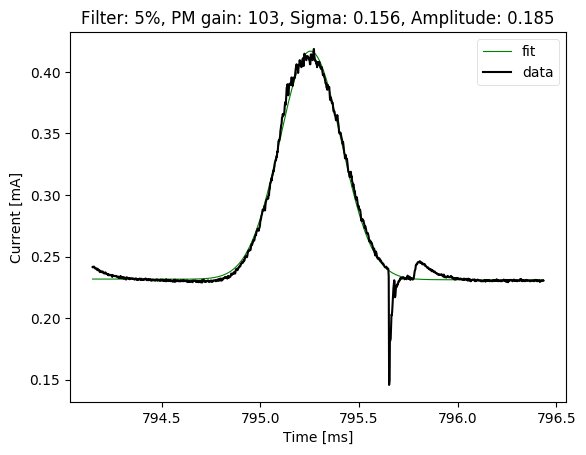 Filter: 5%, PM gain: 103, Sigma: 0.156, Amplitude: 0.185
fit
data
Current [mA]
0.40
0.35
0.30
0.25
0.20
0.15
794.5 795.0 795.5 796.0 796.5
Time [ms]